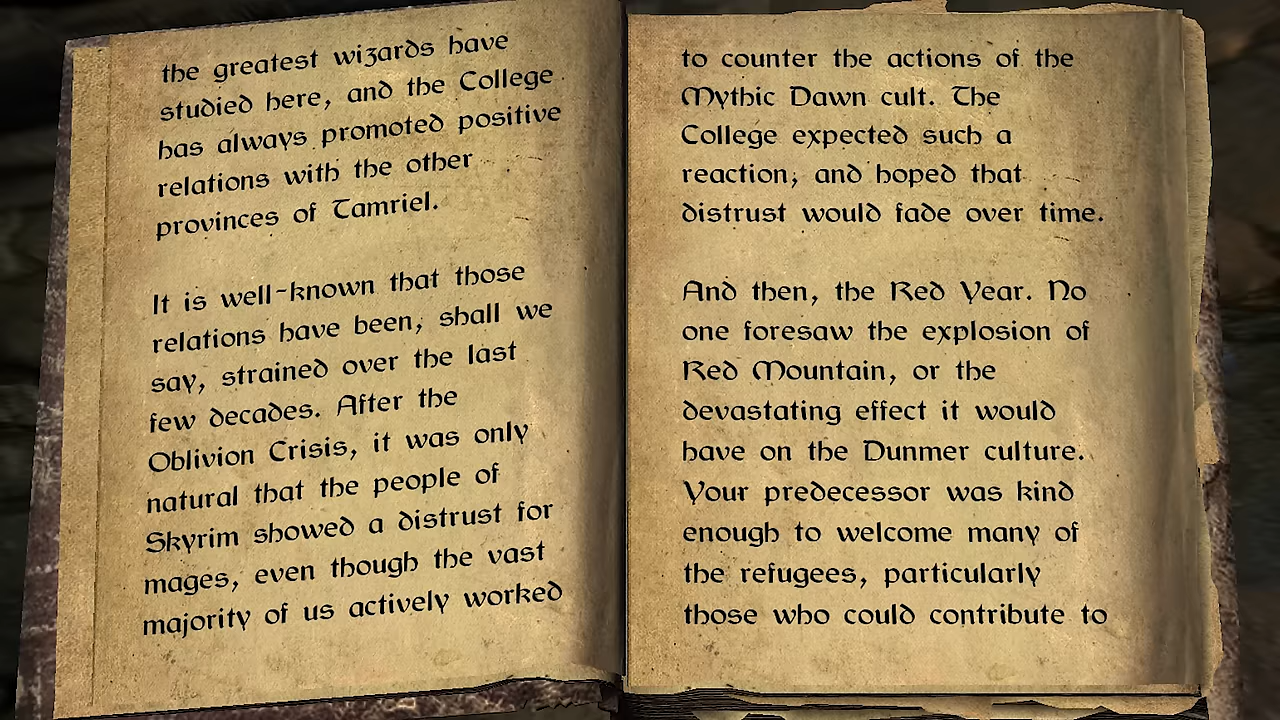 the greatest wizards have
studied here, and the College
has always promoted positive
relations with the other
provinces of Tamriel.
It is well-known that those
relations have been, shall we
say, strained over the last
few decades. After the
Oblivion Crisis, it was only
natural that the people of
Skyrim showed a distrust for
mages, even though the vast
majority of us actively worked
to counter the actions of the
Mythic Dawn cult. The
College expected such a
reaction, and hoped that
distrust would fade over time.
And then, the Red Year. No
one foresaw the explosion of
Red Mountain, or the
devastating effect it would
have on the Dunmer culture.
Your predecessor was kind
enough to welcome many of
the refugees, particularly
those who could contribute to